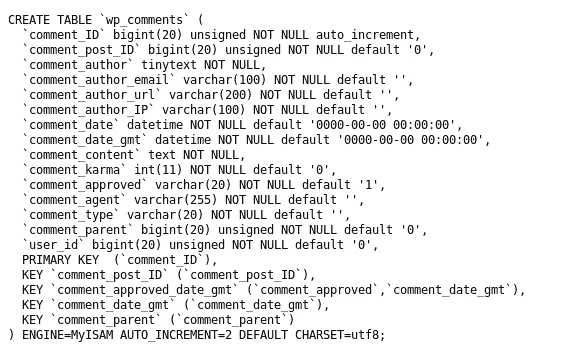 CREATE TABLE `wp_comments` (
  `comment_ID` bigint(20) unsigned NOT NULL auto_increment,
  `comment_post_ID` bigint(20) unsigned NOT NULL default '0',
  `comment_author` tinytext NOT NULL,
  `comment_author_email` varchar(100) NOT NULL default '',
  `comment_author_url` varchar(200) NOT NULL default '',
  `comment_author_IP` varchar(100) NOT NULL default '',
  `comment_date` datetime NOT NULL default '0000-00-00 00:00:00',
  `comment_date_gmt` datetime NOT NULL default '0000-00-00 00:00:00',
  `comment_content` text NOT NULL,
  `comment_karma` int(11) NOT NULL default '0',
  `comment_approved` varchar(20) NOT NULL default '1',
  `comment_agent` varchar(255) NOT NULL default '',
  `comment_type` varchar(20) NOT NULL default '',
  `comment_parent` bigint(20) unsigned NOT NULL default '0',
  `user_id` bigint(20) unsigned NOT NULL default '0',
  PRIMARY KEY  (`comment_ID`),
  KEY `comment_post_ID` (`comment_post_ID`),
  KEY `comment_approved_date_gmt` (`comment_approved`,`comment_date_gmt`),
  KEY `comment_date_gmt` (`comment_date_gmt`),
  KEY `comment_parent` (`comment_parent`)
) ENGINE=MyISAM AUTO_INCREMENT=2 DEFAULT CHARSET=utf8;